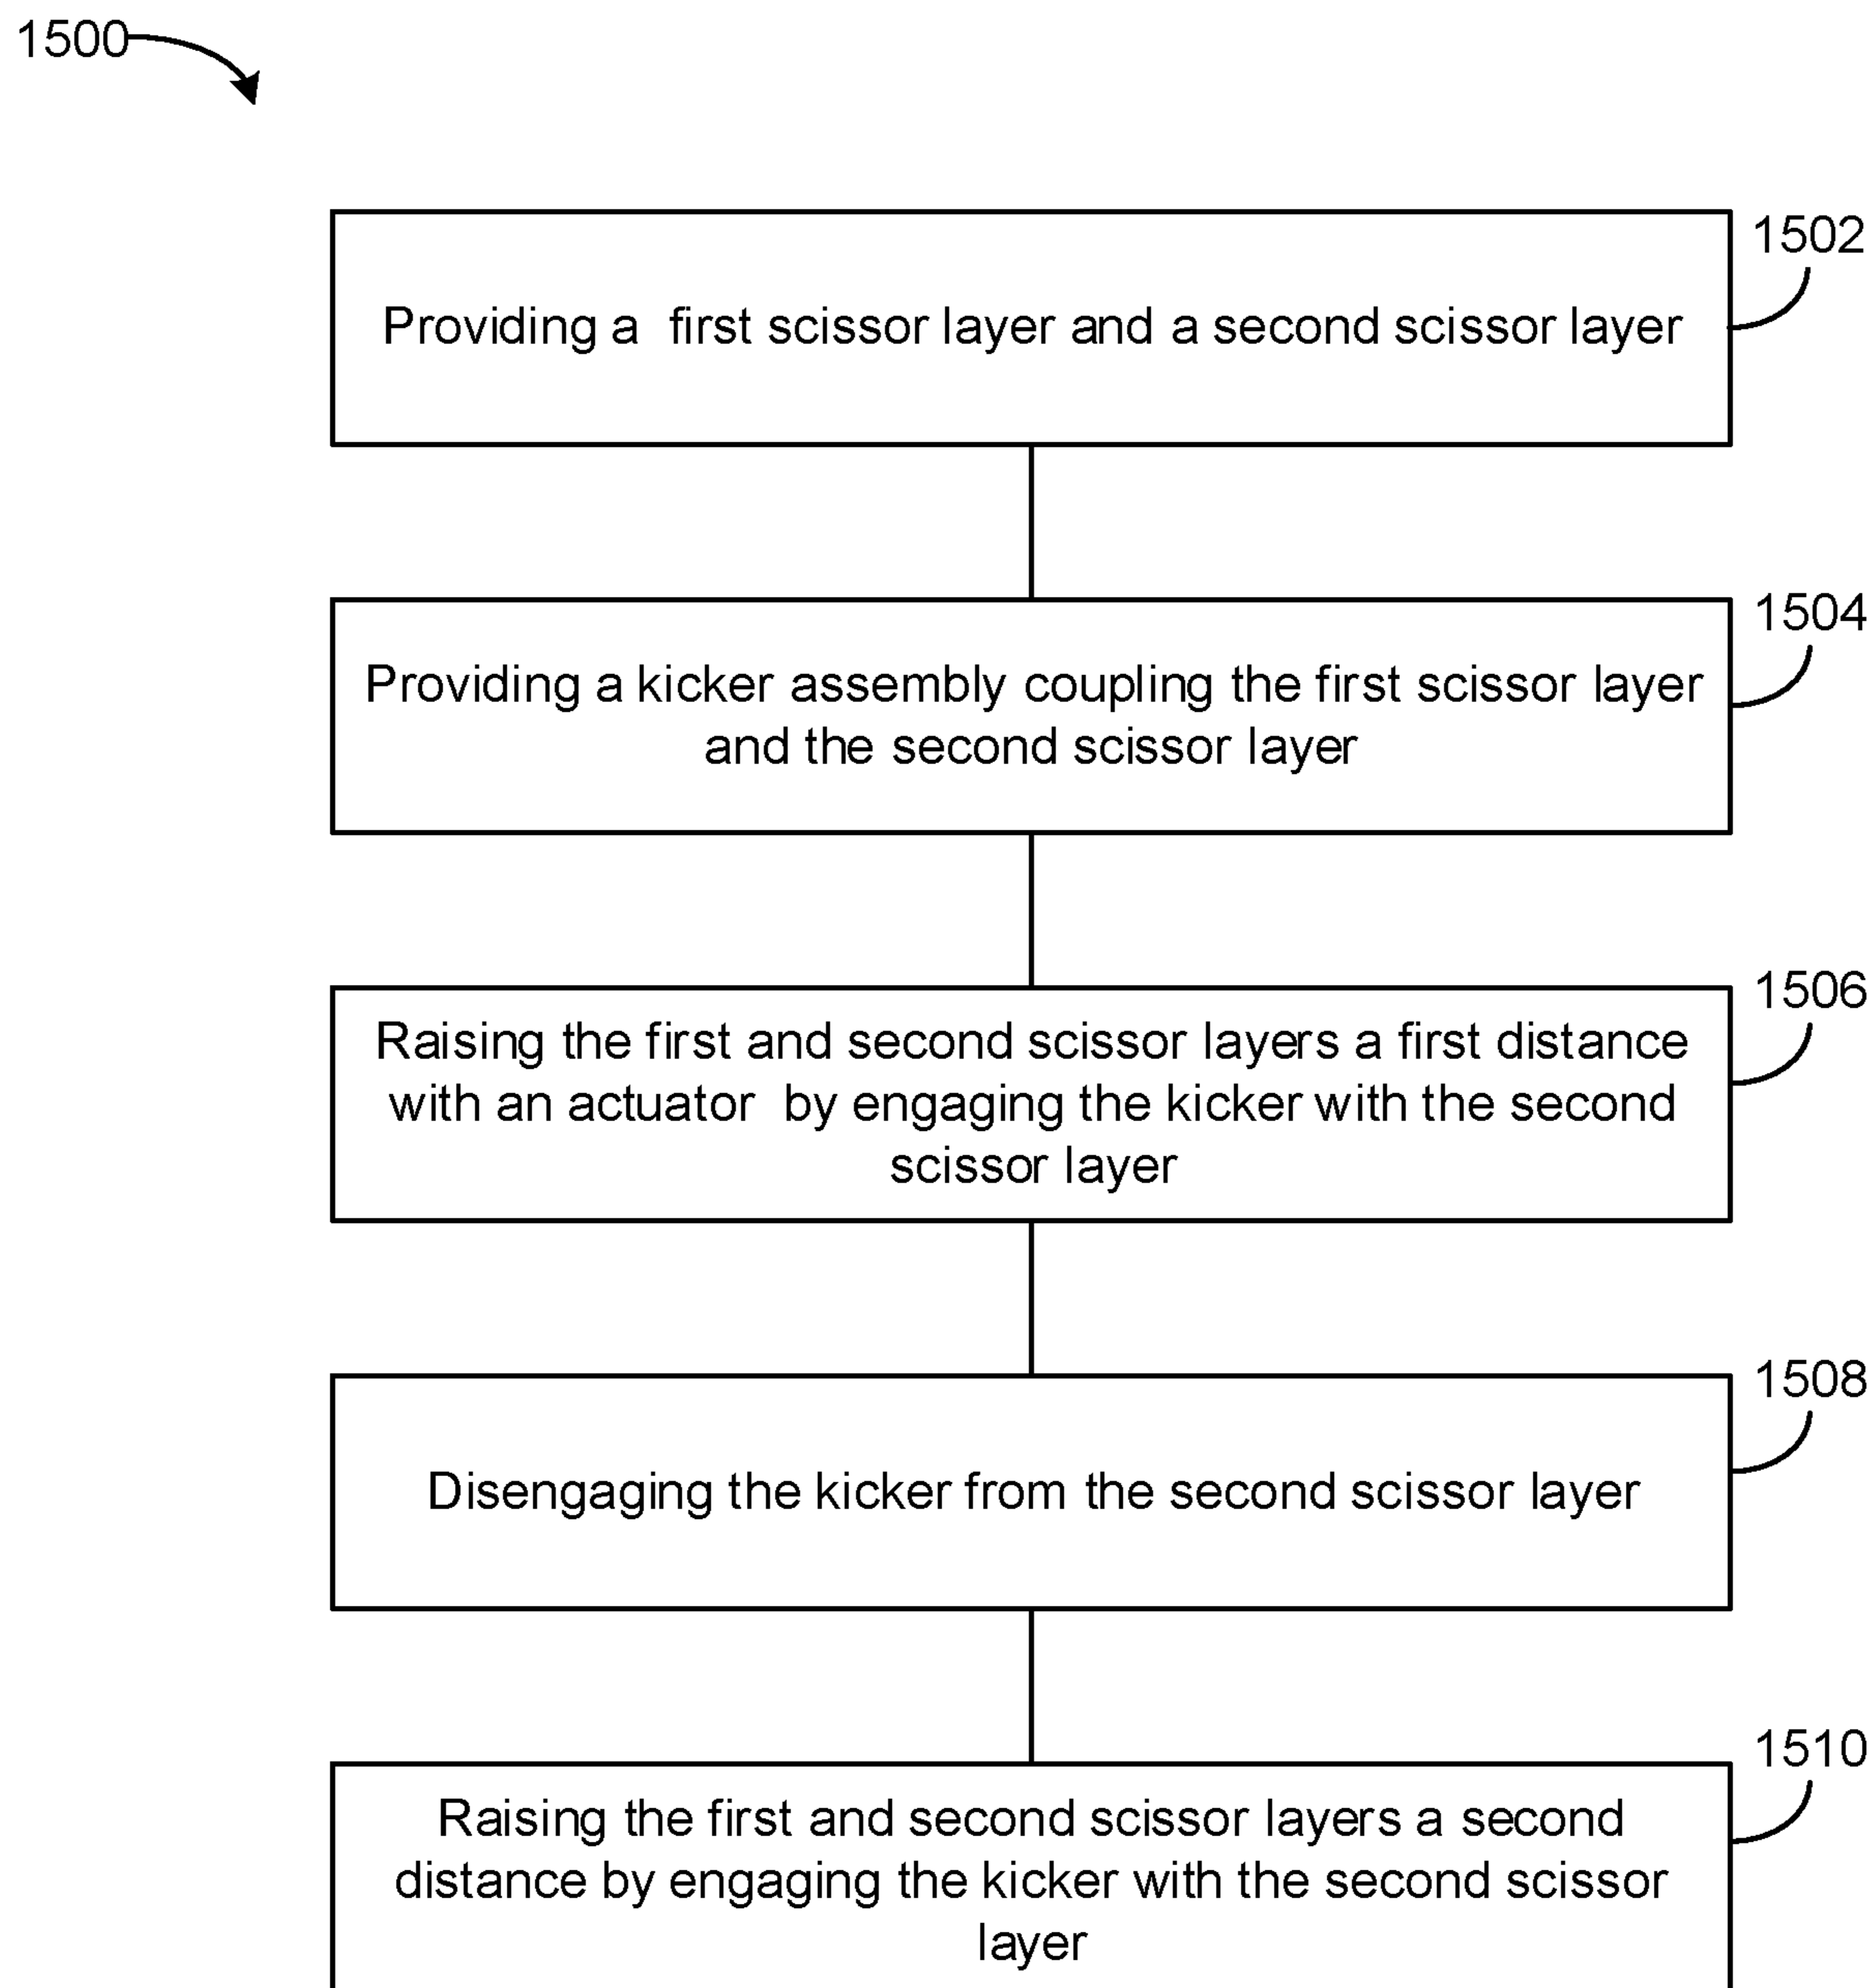 1500
1502
Providing a first scissor layer and a second scissor layer
1504
Providing a kicker assembly coupling the first scissor layer
and the second scissor layer
1506
Raising the first and second scissor layers a first distance
with an actuator by engaging the kicker with the second
scissor layer
1508
Disengaging the kicker from the second scissor layer
1510
Raising the first and second scissor layers a second
distance by engaging the kicker with the second scissor
layer